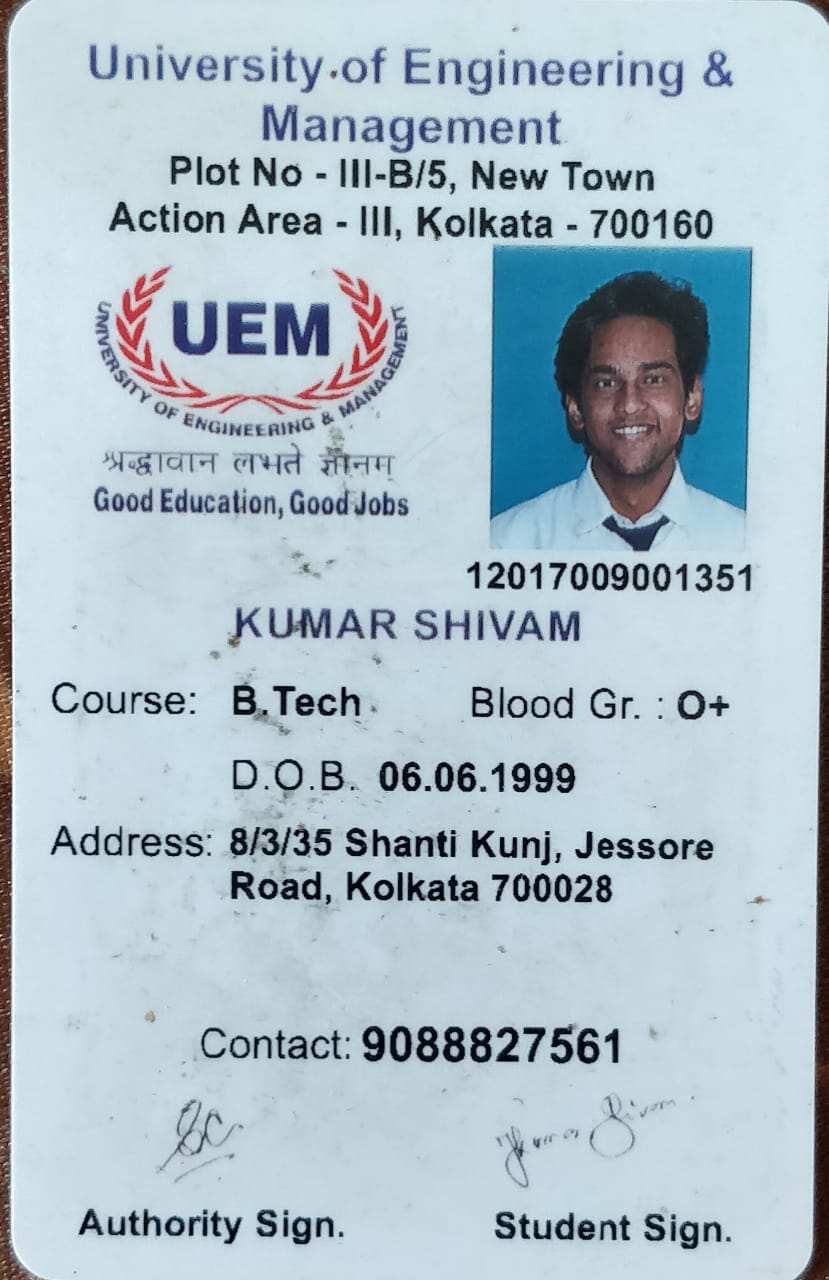 University of Engineering &
Management
Plot No - III-B/5, New Town
Action Area - III, Kolkata - 700160
UEM
UNIVERSITY OF ENGINEERING & MANAGEMENT
श्रद्धावान लभते ज्ञानम्
Good Education, Good Jobs
12017009001351
KUMAR SHIVAM
Course: B.Tech Blood Gr. : O+
D.O.B. 06.06.1999
Address: 8/3/35 Shanti Kunj, Jessore
Road, Kolkata 700028
Contact: 9088827561
SC
Kumar Shivam
Authority Sign. Student Sign.